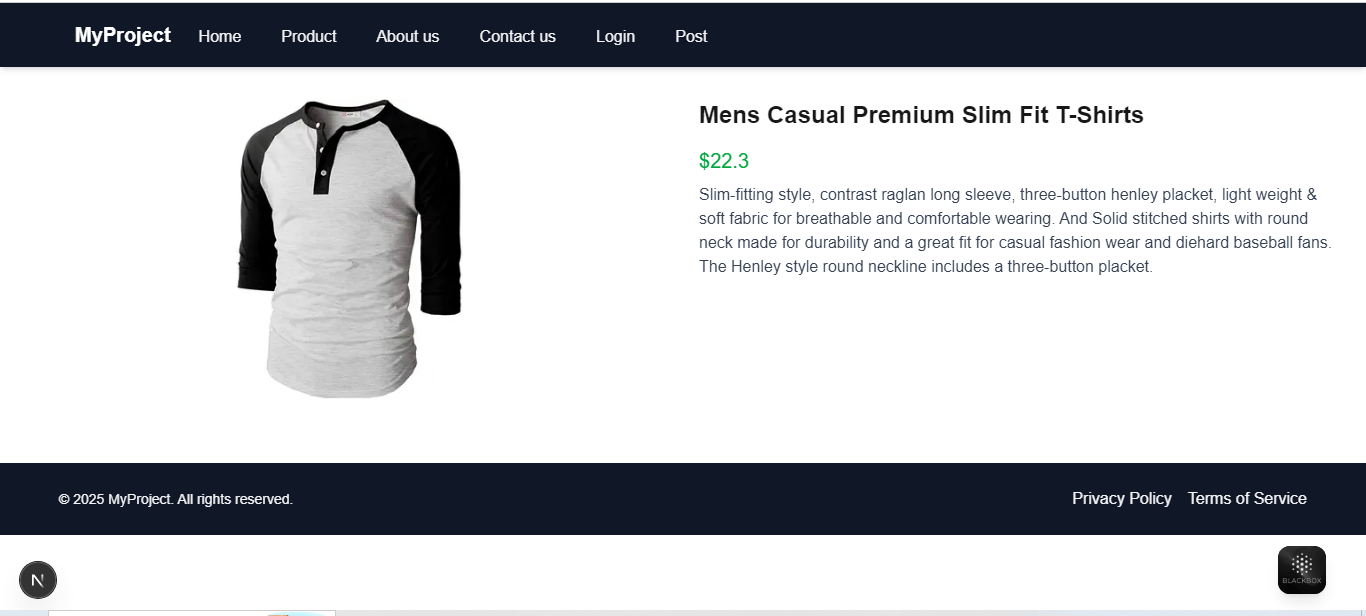 MyProject Home Product About us Contact us Login Post
Mens Casual Premium Slim Fit T-Shirts
$22.3
Slim-fitting style, contrast raglan long sleeve, three-button henley placket, light weight &
soft fabric for breathable and comfortable wearing. And Solid stitched shirts with round
neck made for durability and a great fit for casual fashion wear and diehard baseball fans.
The Henley style round neckline includes a three-button placket.
© 2025 MyProject. All rights reserved.
Privacy Policy Terms of Service
N
BLACKBOX